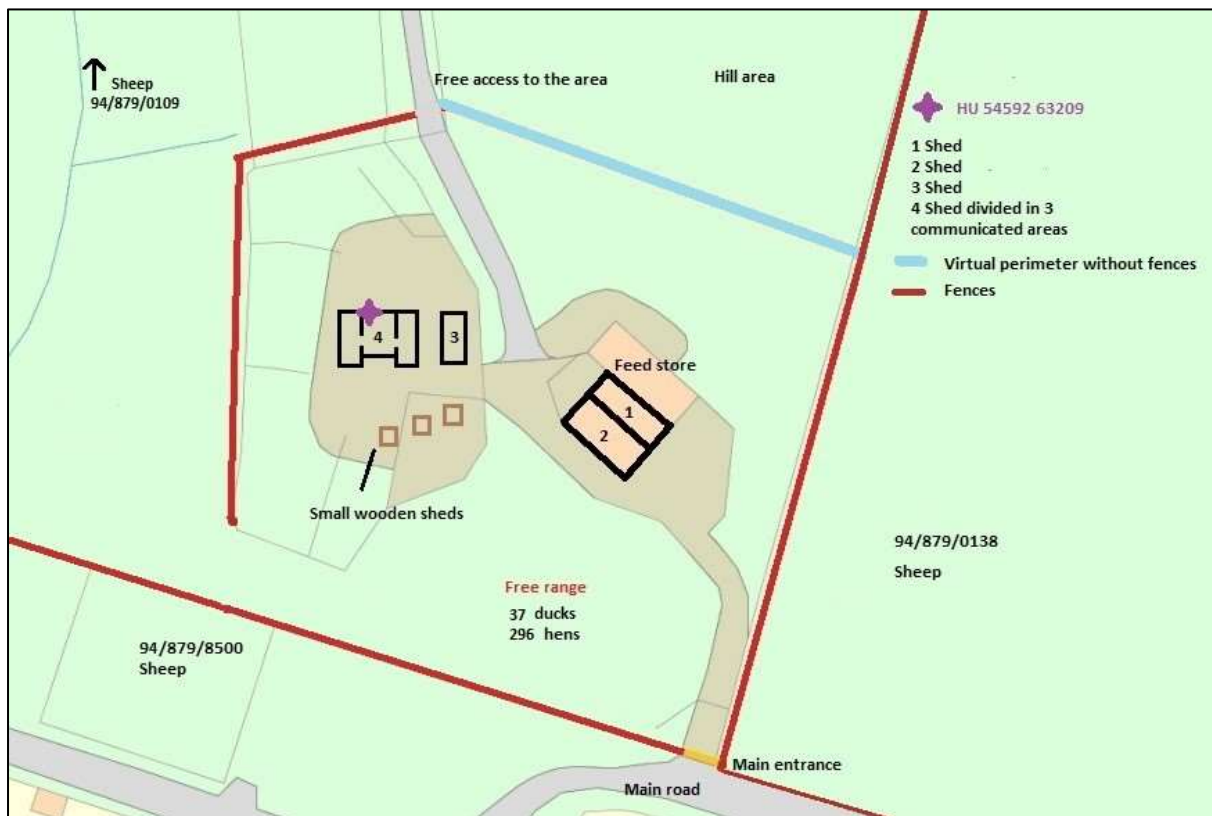 Sheep
94/879/0109
Free access to the area
Hill area
HU 54592 63209
1 Shed
2 Shed
3 Shed
4 Shed divided in 3
communicated areas
Virtual perimeter without fences
Fences
4
3
Feed store
1
2
Small wooden sheds
Free range
37 ducks
296 hens
94/879/0138
Sheep
94/879/8500
Sheep
Main entrance
Main road